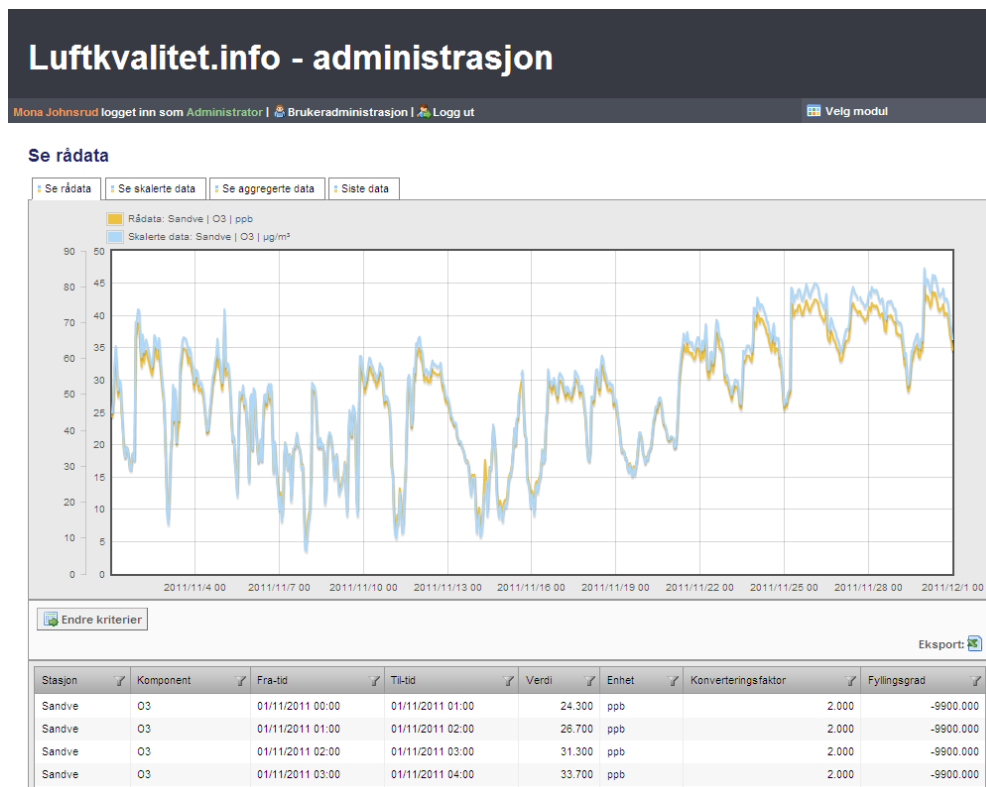 Luftkvalitet.info - administrasjon
Mona Johnsrud logget inn som Administrator | Brukeradministrasjon | Logg ut
Velg modul
Se rådata
Se rådata Se skalerte data Se aggregerte data Siste data
Rådata: Sandve | O3 | ppb
Skalerte data: Sandve | O3 | µg/m³
90 50
80 45
70 40
60 35
50 30
40 25
30 20
20 15
10 10
0 5
0
2011/11/4 00 2011/11/7 00 2011/11/10 00 2011/11/13 00 2011/11/16 00 2011/11/19 00 2011/11/22 00 2011/11/25 00 2011/11/28 00 2011/12/1 00
Endre kriterier
Eksport:
Stasjon Komponent Fra-tid Til-tid Verdi Enhet Konverteringsfaktor Fyllingsgrad
Sandve O3 01/11/2011 00:00 01/11/2011 01:00 24.300 ppb 2.000 -9900.000
Sandve O3 01/11/2011 01:00 01/11/2011 02:00 26.700 ppb 2.000 -9900.000
Sandve O3 01/11/2011 02:00 01/11/2011 03:00 31.300 ppb 2.000 -9900.000
Sandve O3 01/11/2011 03:00 01/11/2011 04:00 33.700 ppb 2.000 -9900.000